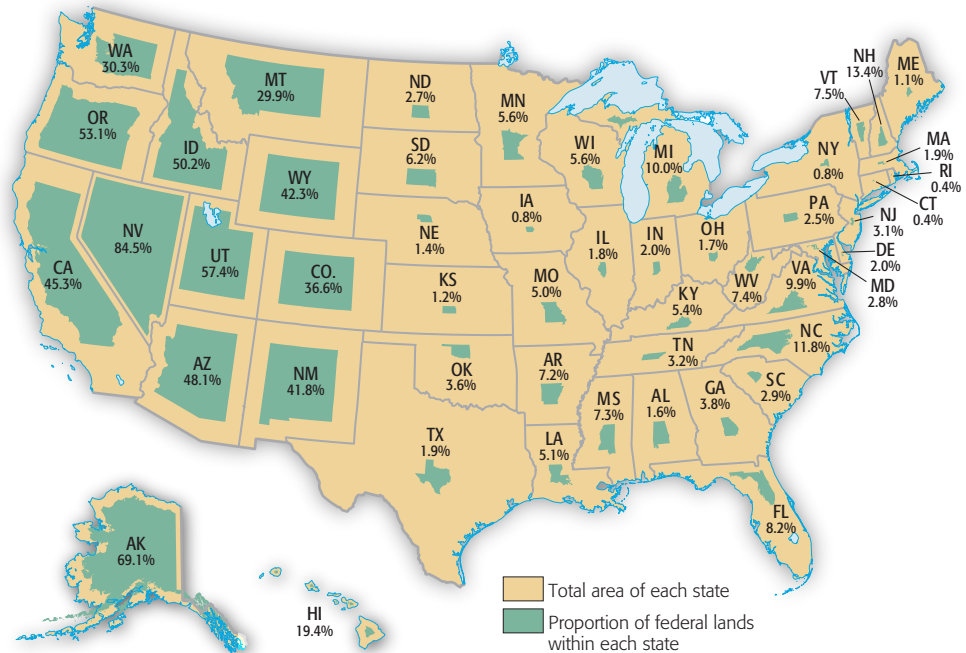 WA
30.3%
OR
53.1%
ID
50.2%
MT
29.9%
WY
42.3%
CA
45.3%
NV
84.5%
UT
57.4%
CO.
36.6%
AZ
48.1%
NM
41.8%
ND
2.7%
SD
6.2%
NE
1.4%
KS
1.2%
OK
3.6%
TX
1.9%
MN
5.6%
IA
0.8%
MO
5.0%
AR
7.2%
LA
5.1%
WI
5.6%
MI
10.0%
IL
1.8%
IN
2.0%
OH
1.7%
KY
5.4%
TN
3.2%
MS
7.3%
AL
1.6%
GA
3.8%
FL
8.2%
SC
2.9%
NC
11.8%
VA
9.9%
WV
7.4%
PA
2.5%
NY
0.8%
VT
7.5%
NH
13.4%
ME
1.1%
MA
1.9%
RI
0.4%
CT
0.4%
NJ
3.1%
DE
2.0%
MD
2.8%
AK
69.1%
HI
19.4%
Total area of each state
Proportion of federal lands
within each state